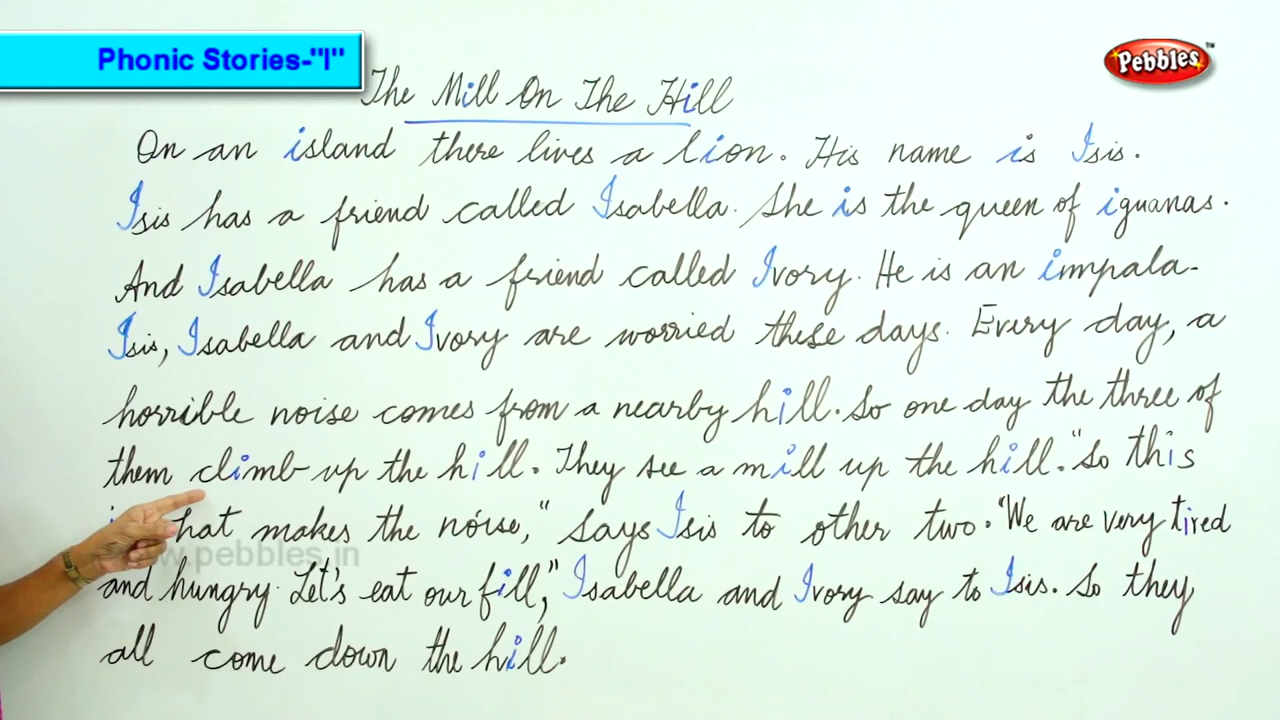 Phonic Stories-"I"
Pebbles™
The Mill On The Hill
On an island there lives a lion. His name is Isis.
Isis has a friend called Isabella. She is the queen of iguanas.
And Isabella has a friend called Ivory. He is an impala.
Isis, Isabella and Ivory are worried these days. Every day, a
horrible noise comes from a nearby hill. So one day the three of
them climb up the hill. They see a mill up the hill. "So this
hat makes the noise," says Isis to other two. "We are very tired
www.pebbles.in
and hungry. Let's eat our fill," Isabella and Ivory say to Isis. So they
all come down the hill.